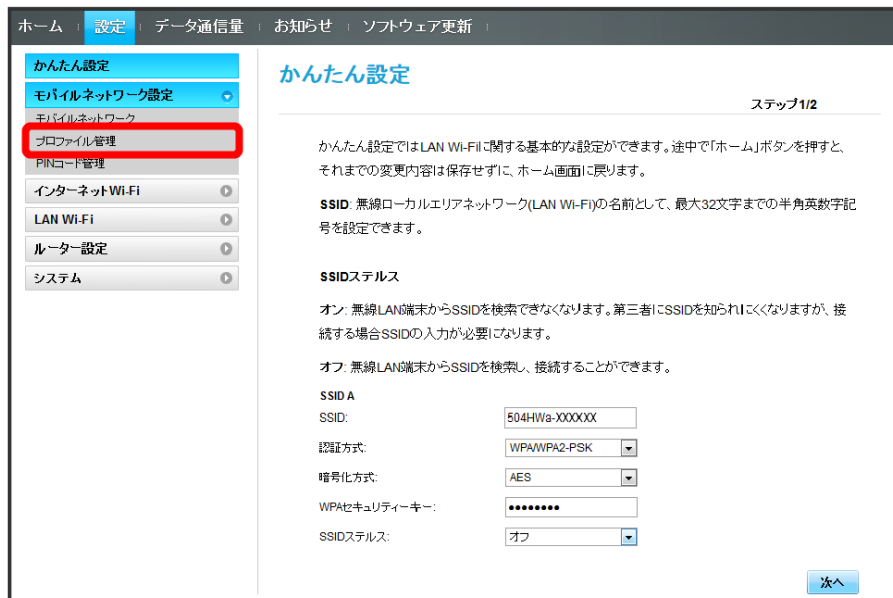 ホーム 設定 データ通信量 お知らせ ソフトウェア更新
かんたん設定
モバイルネットワーク設定
モバイルネットワーク
プロファイル管理
PINコード管理
インターネットWi-Fi
LAN Wi-Fi
ルーター設定
システム
かんたん設定
ステップ1/2
かんたん設定ではLAN Wi-Fiに関する基本的な設定ができます。途中で「ホーム」ボタンを押すと、
それまでの変更内容は保存せずに、ホーム画面に戻ります。
SSID: 無線ローカルエリアネットワーク(LAN Wi-Fi)の名前として、最大32文字までの半角英数字記
号を設定できます。
SSIDステルス
オン: 無線LAN端末からSSIDを検索できなくなります。第三者にSSIDを知られにくくなりますが、接
続する場合SSIDの入力が必要になります。
オフ: 無線LAN端末からSSIDを検索し、接続することができます。
SSID A
SSID: 504HWa-XXXXXX
認証方式: WPA/WPA2-PSK
暗号化方式: AES
WPAセキュリティーキー: ●●●●●●●●
SSIDステルス: オフ
次へ